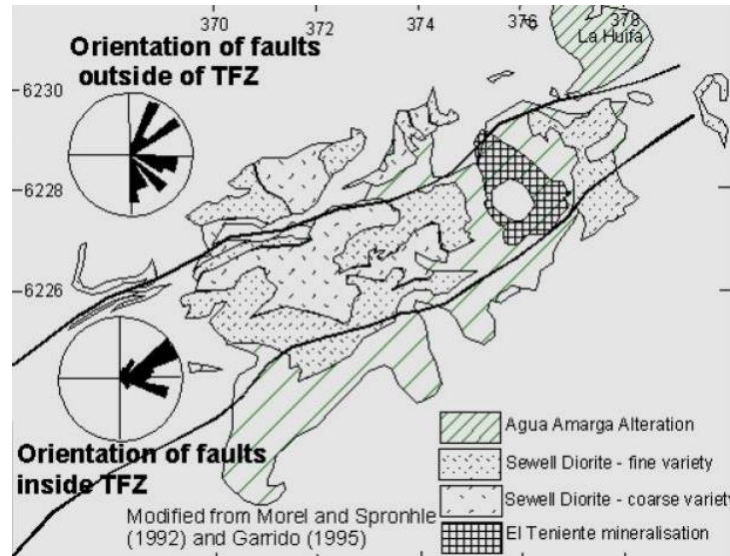 370 372 374 376 378
Orientation of faults
outside of TFZ
La Huifa
6230
6228
6226
Orientation of faults
inside TFZ
Agua Amarga Alteration
Sewell Diorite - fine variety
Sewell Diorite - coarse variety
El Teniente mineralisation
Modified from Morel and Spronhle
(1992) and Garrido (1995)